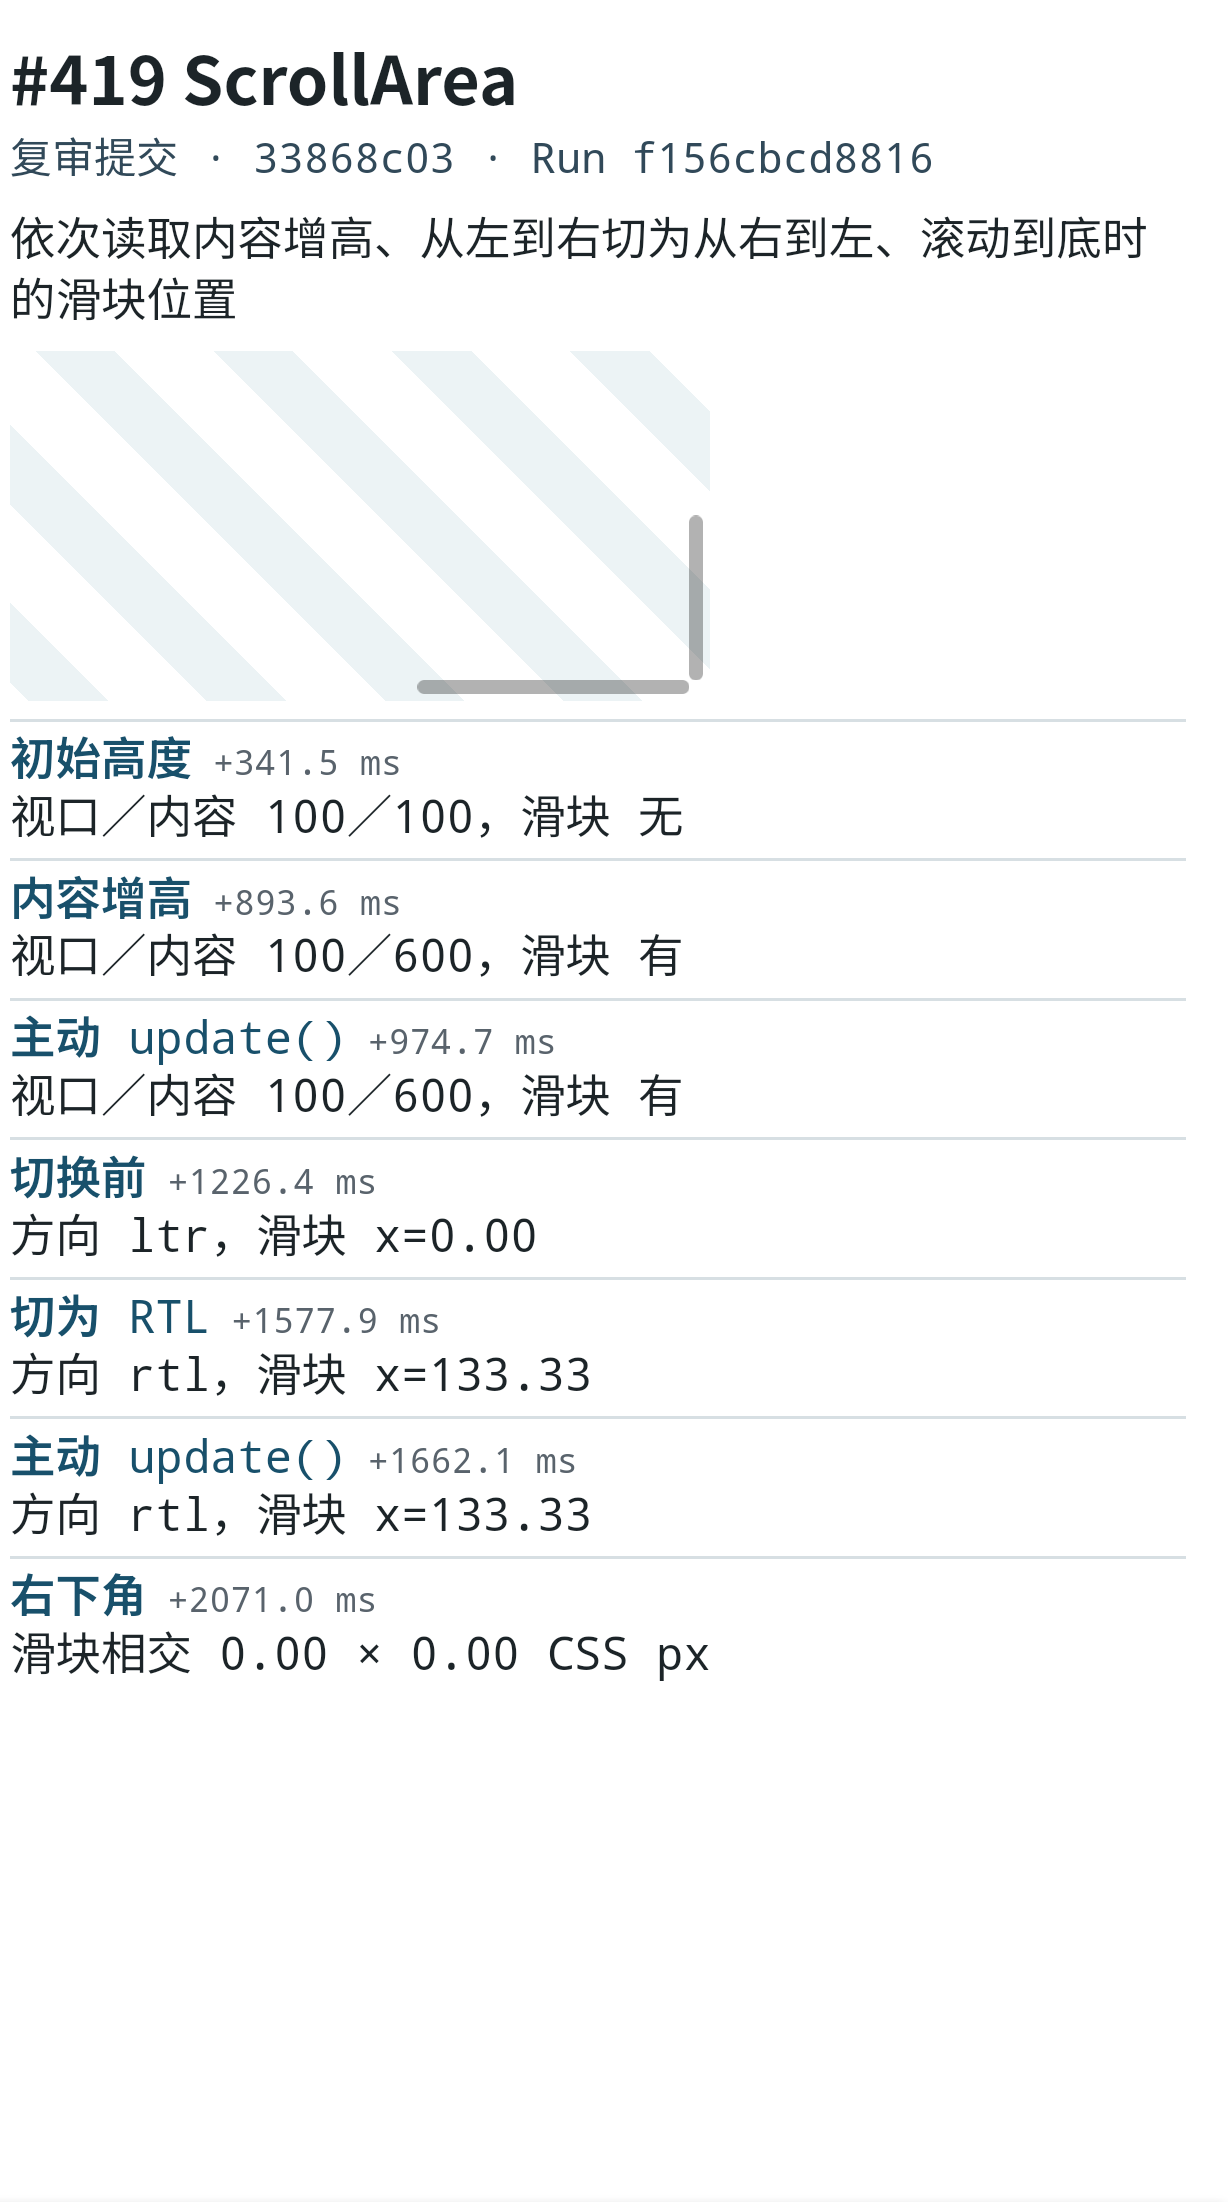 #419 ScrollArea
复审提交 · 33868c03 · Run f156cbcd8816
依次读取内容增高、从左到右切为从右到左、滚动到底时
的滑块位置
初始高度 +341.5 ms
视口／内容 100／100，滑块 无
内容增高 +893.6 ms
视口／内容 100／600，滑块 有
主动 update() +974.7 ms
视口／内容 100／600，滑块 有
切换前 +1226.4 ms
方向 ltr，滑块 x=0.00
切为 RTL +1577.9 ms
方向 rtl，滑块 x=133.33
主动 update() +1662.1 ms
方向 rtl，滑块 x=133.33
右下角 +2071.0 ms
滑块相交 0.00 × 0.00 CSS px